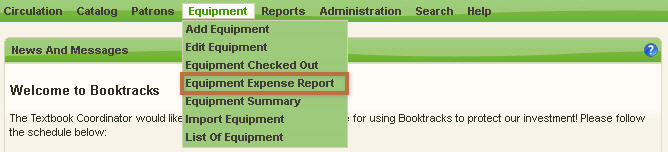 Circulation Catalog Patrons Equipment Reports Administration Search Help
Add Equipment
Edit Equipment
News And Messages ?
Equipment Checked Out
Equipment Expense Report
Welcome to Booktracks
Equipment Summary
Import Equipment
The Textbook Coordinator would like for using Booktracks to protect our investment! Please follow
List Of Equipment
the schedule below: